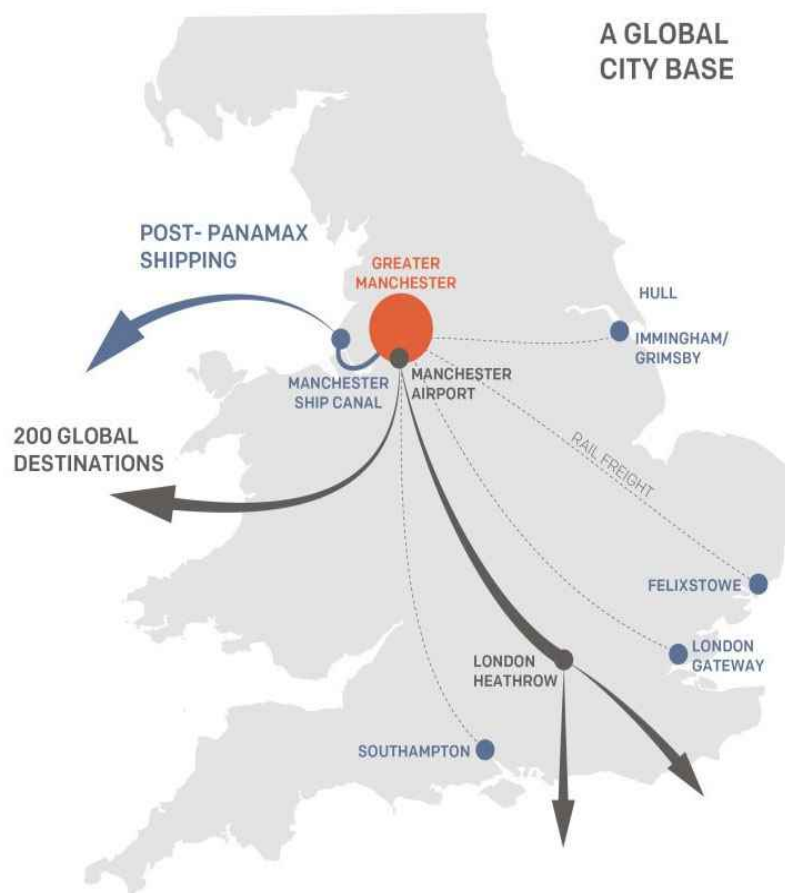 A GLOBAL
CITY BASE
POST- PANAMAX
SHIPPING
GREATER
MANCHESTER
HULL
IMMINGHAM/
GRIMSBY
MANCHESTER
SHIP CANAL
MANCHESTER
AIRPORT
200 GLOBAL
DESTINATIONS
RAIL FREIGHT
FELIXSTOWE
LONDON
GATEWAY
LONDON
HEATHROW
SOUTHAMPTON